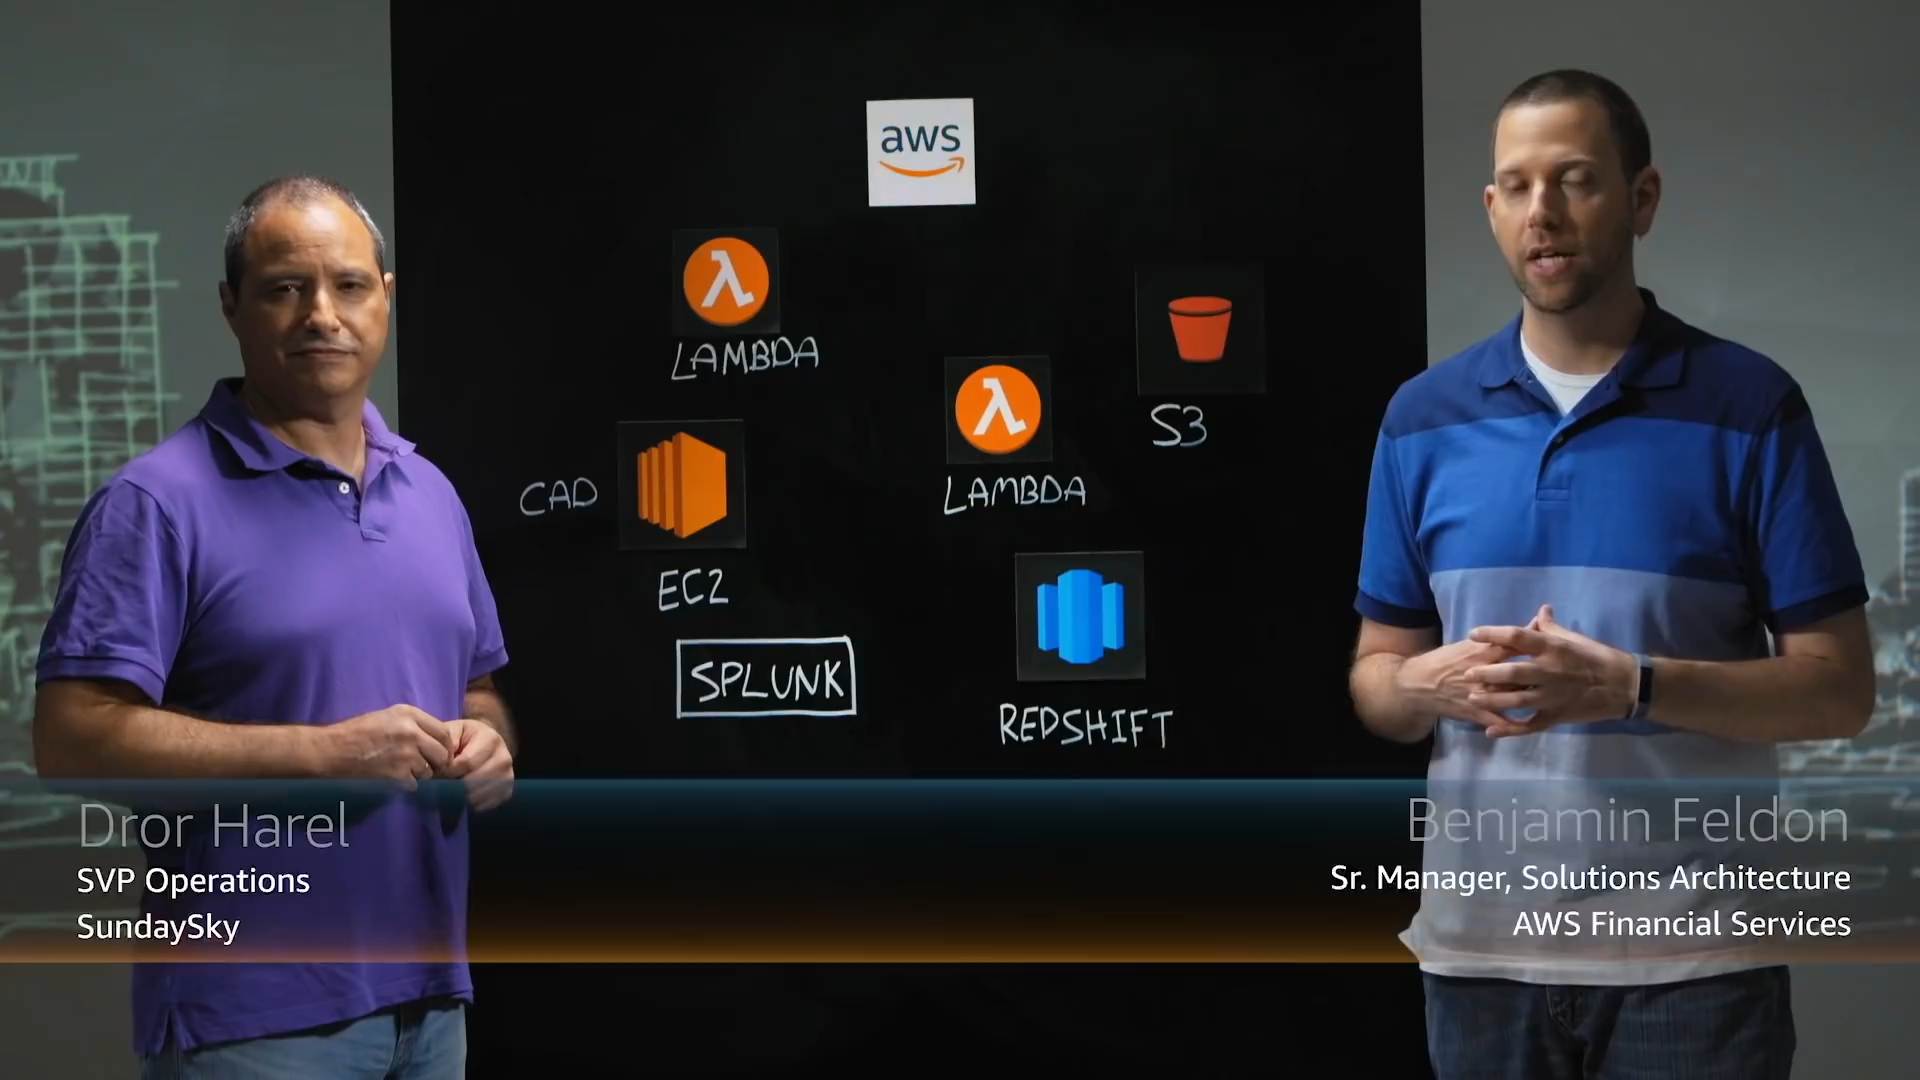 aws
LAMBDA
S3
LAMBDA
CAD
EC2
SPLUNK
REDSHIFT
Dror Harel
SVP Operations
SundaySky
Benjamin Feldon
Sr. Manager, Solutions Architecture
AWS Financial Services